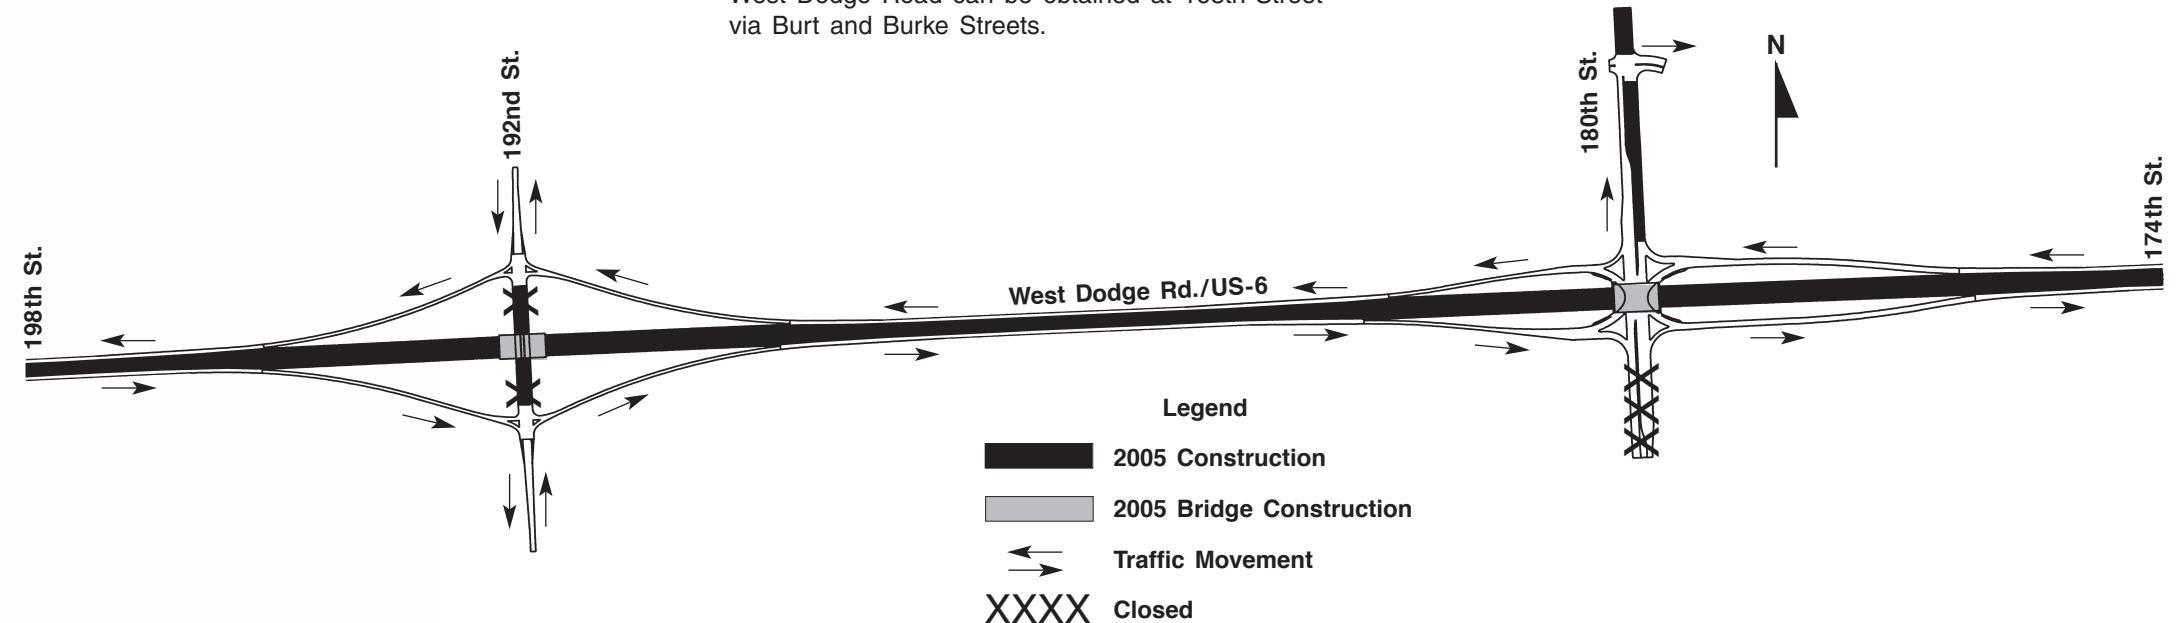 via Burt and Burke Streets.
192nd St.
180th St.
N
174th St.
198th St.
West Dodge Rd./US-6
Legend
2005 Construction
2005 Bridge Construction
Traffic Movement
XXXX Closed